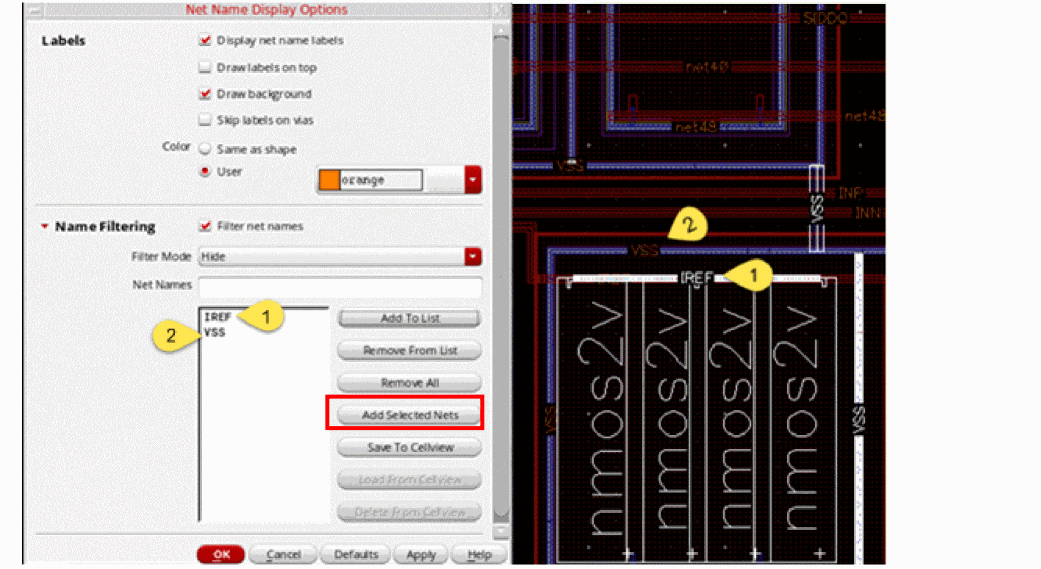 Net Name Display Options
Labels
Display net name labels
Draw labels on top
Draw background
Skip labels on vias
Color
Same as shape
User
orange
Name Filtering
Filter net names
Filter Mode
Hide
Net Names
IREF
1
2
VSS
Add To List
Remove From List
Remove All
Add Selected Nets
Save To Cellview
Load From Cellview
Delete From Cellview
OK
Cancel
Defaults
Apply
Help
net40
net48
net48
VSS
INP
VSS
INN
2
VSS
IREF
1
nmos2v
nmos2v
nmos2v
nmos2v
VSS
VSS